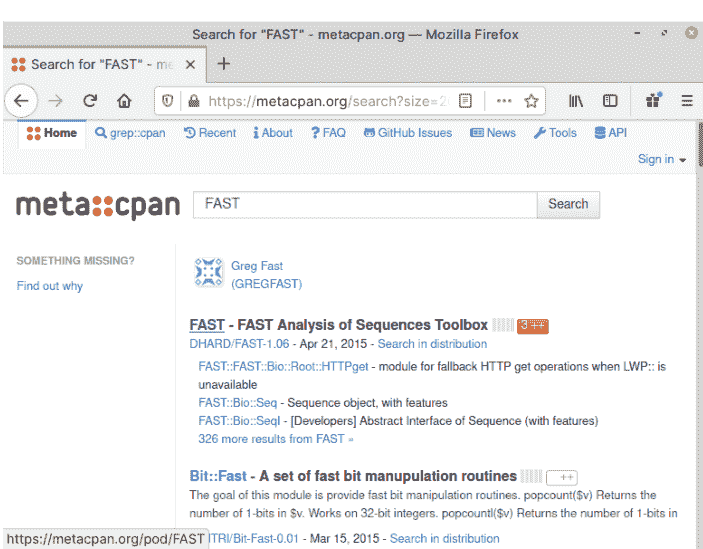 Search for "FAST" - metacpan.org — Mozilla Firefox
Search for "FAST" - me
https://metacpan.org/search?size=2
Home grep::cpan Recent About FAQ GitHub Issues News Tools API
Sign in
meta::cpan FAST Search
SOMETHING MISSING?
Find out why
Greg Fast
(GREGFAST)
FAST - FAST Analysis of Sequences Toolbox 3 ++
DHARD/FAST-1.06 - Apr 21, 2015 - Search in distribution
FAST::FAST::Bio::Root::HTTPget - module for fallback HTTP get operations when LWP:: is
unavailable
FAST::Bio::Seq - Sequence object, with features
FAST::Bio::SeqI - [Developers] Abstract Interface of Sequence (with features)
326 more results from FAST »
Bit::Fast - A set of fast bit manupulation routines ++
The goal of this module is provide fast bit manipulation routines. popcount($v) Returns the
number of 1-bits in $v. Works on 32-bit integers. popcountl($v) Returns the number of 1-bits in
https://metacpan.org/pod/FAST ITRI/Bit-Fast-0.01 - Mar 15, 2015 - Search in distribution